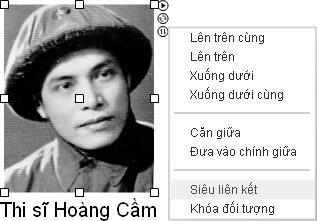 Lên trên cùng
Lên trên
Xuống dưới
Xuống dưới cùng
Căn giữa
Đưa vào chính giữa
Siêu liên kết
Khóa đối tượng
Thi sĩ Hoàng Cầm